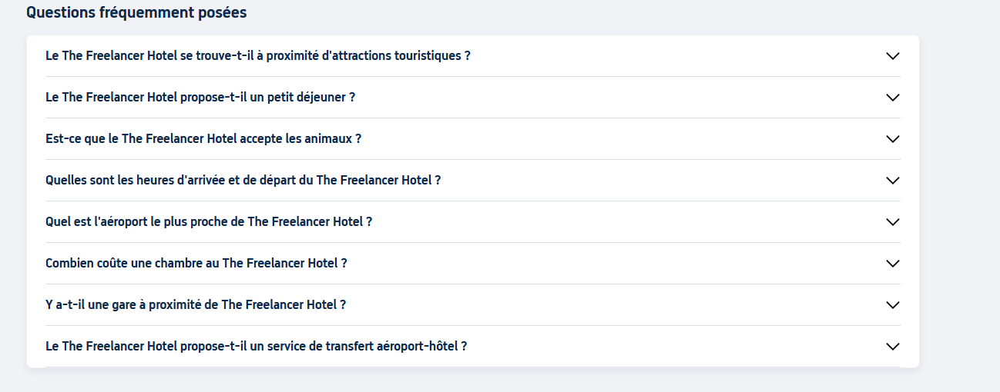 Questions fréquemment posées
Le The Freelancer Hotel se trouve-t-il à proximité d'attractions touristiques ?
Le The Freelancer Hotel propose-t-il un petit déjeuner ?
Est-ce que le The Freelancer Hotel accepte les animaux ?
Quelles sont les heures d'arrivée et de départ du The Freelancer Hotel ?
Quel est l'aéroport le plus proche de The Freelancer Hotel ?
Combien coûte une chambre au The Freelancer Hotel ?
Y a-t-il une gare à proximité de The Freelancer Hotel ?
Le The Freelancer Hotel propose-t-il un service de transfert aéroport-hôtel ?